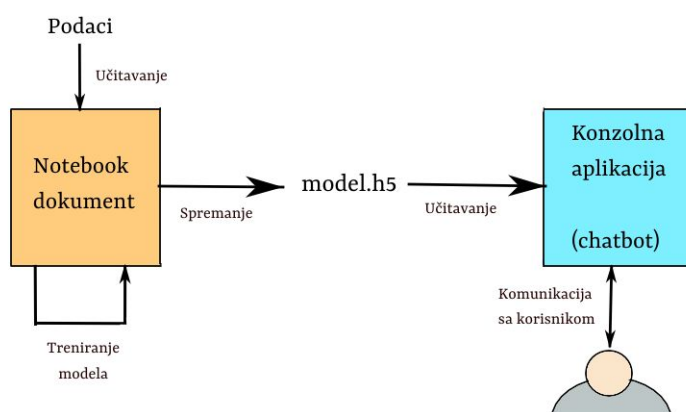 Podaci
Učitavanje
Notebook
dokument
Spremanje
model.h5
Učitavanje
Konzolna
aplikacija
(chatbot)
Treniranje
modela
Komunikacija
sa korisnikom